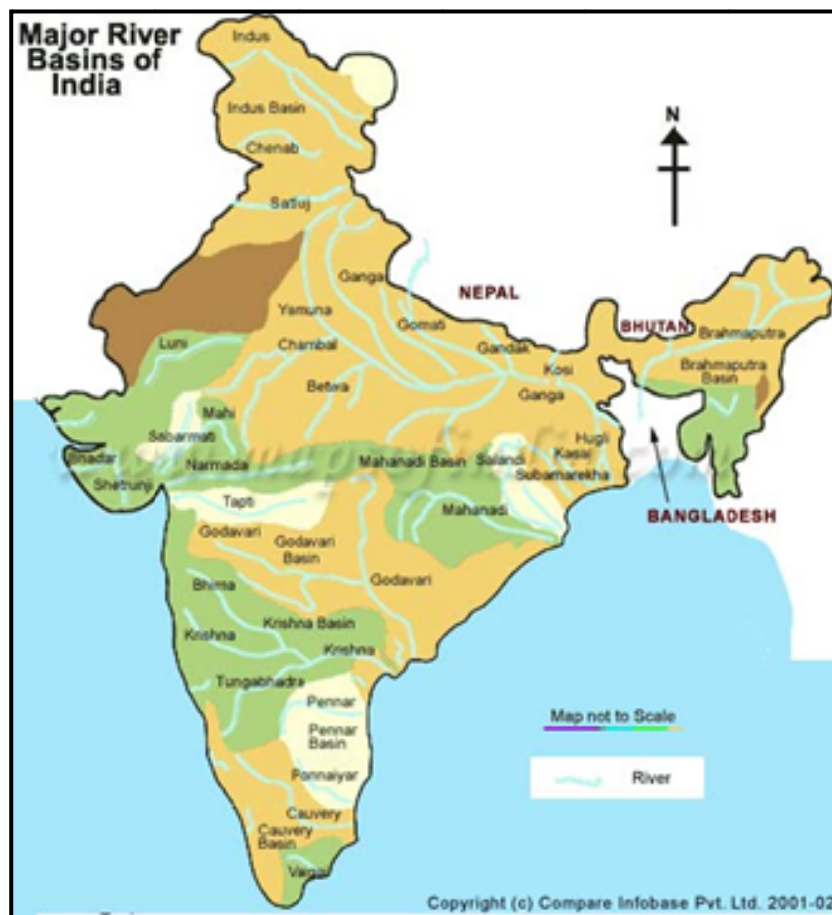 Major River
Basins of
India
Indus
Indus Basin
Chenab
Satluj
N
Ganga
NEPAL
Yamuna
Gomati
BHUTAN
Brahmaputra
Luni
Chambal
Gandak
Kosi
Brahmaputra
Basin
Betwa
Ganga
Mahi
Sabarmati
Hugli
Kasai
Bhadar
Narmada
Mahanadi Basin
Salandi
Subarnarekha
Shetrunji
Tapti
Mahanadi
BANGLADESH
Godavari
Godavari
Basin
Godavari
Bhima
Krishna Basin
Krishna
Krishna
Tungabhadra
Pennar
Map not to Scale
Pennar
Basin
Ponnaiyar
River
Cauvery
Cauvery
Basin
Vaigai
Copyright (c) Compare Infobase Pvt. Ltd. 2001-02